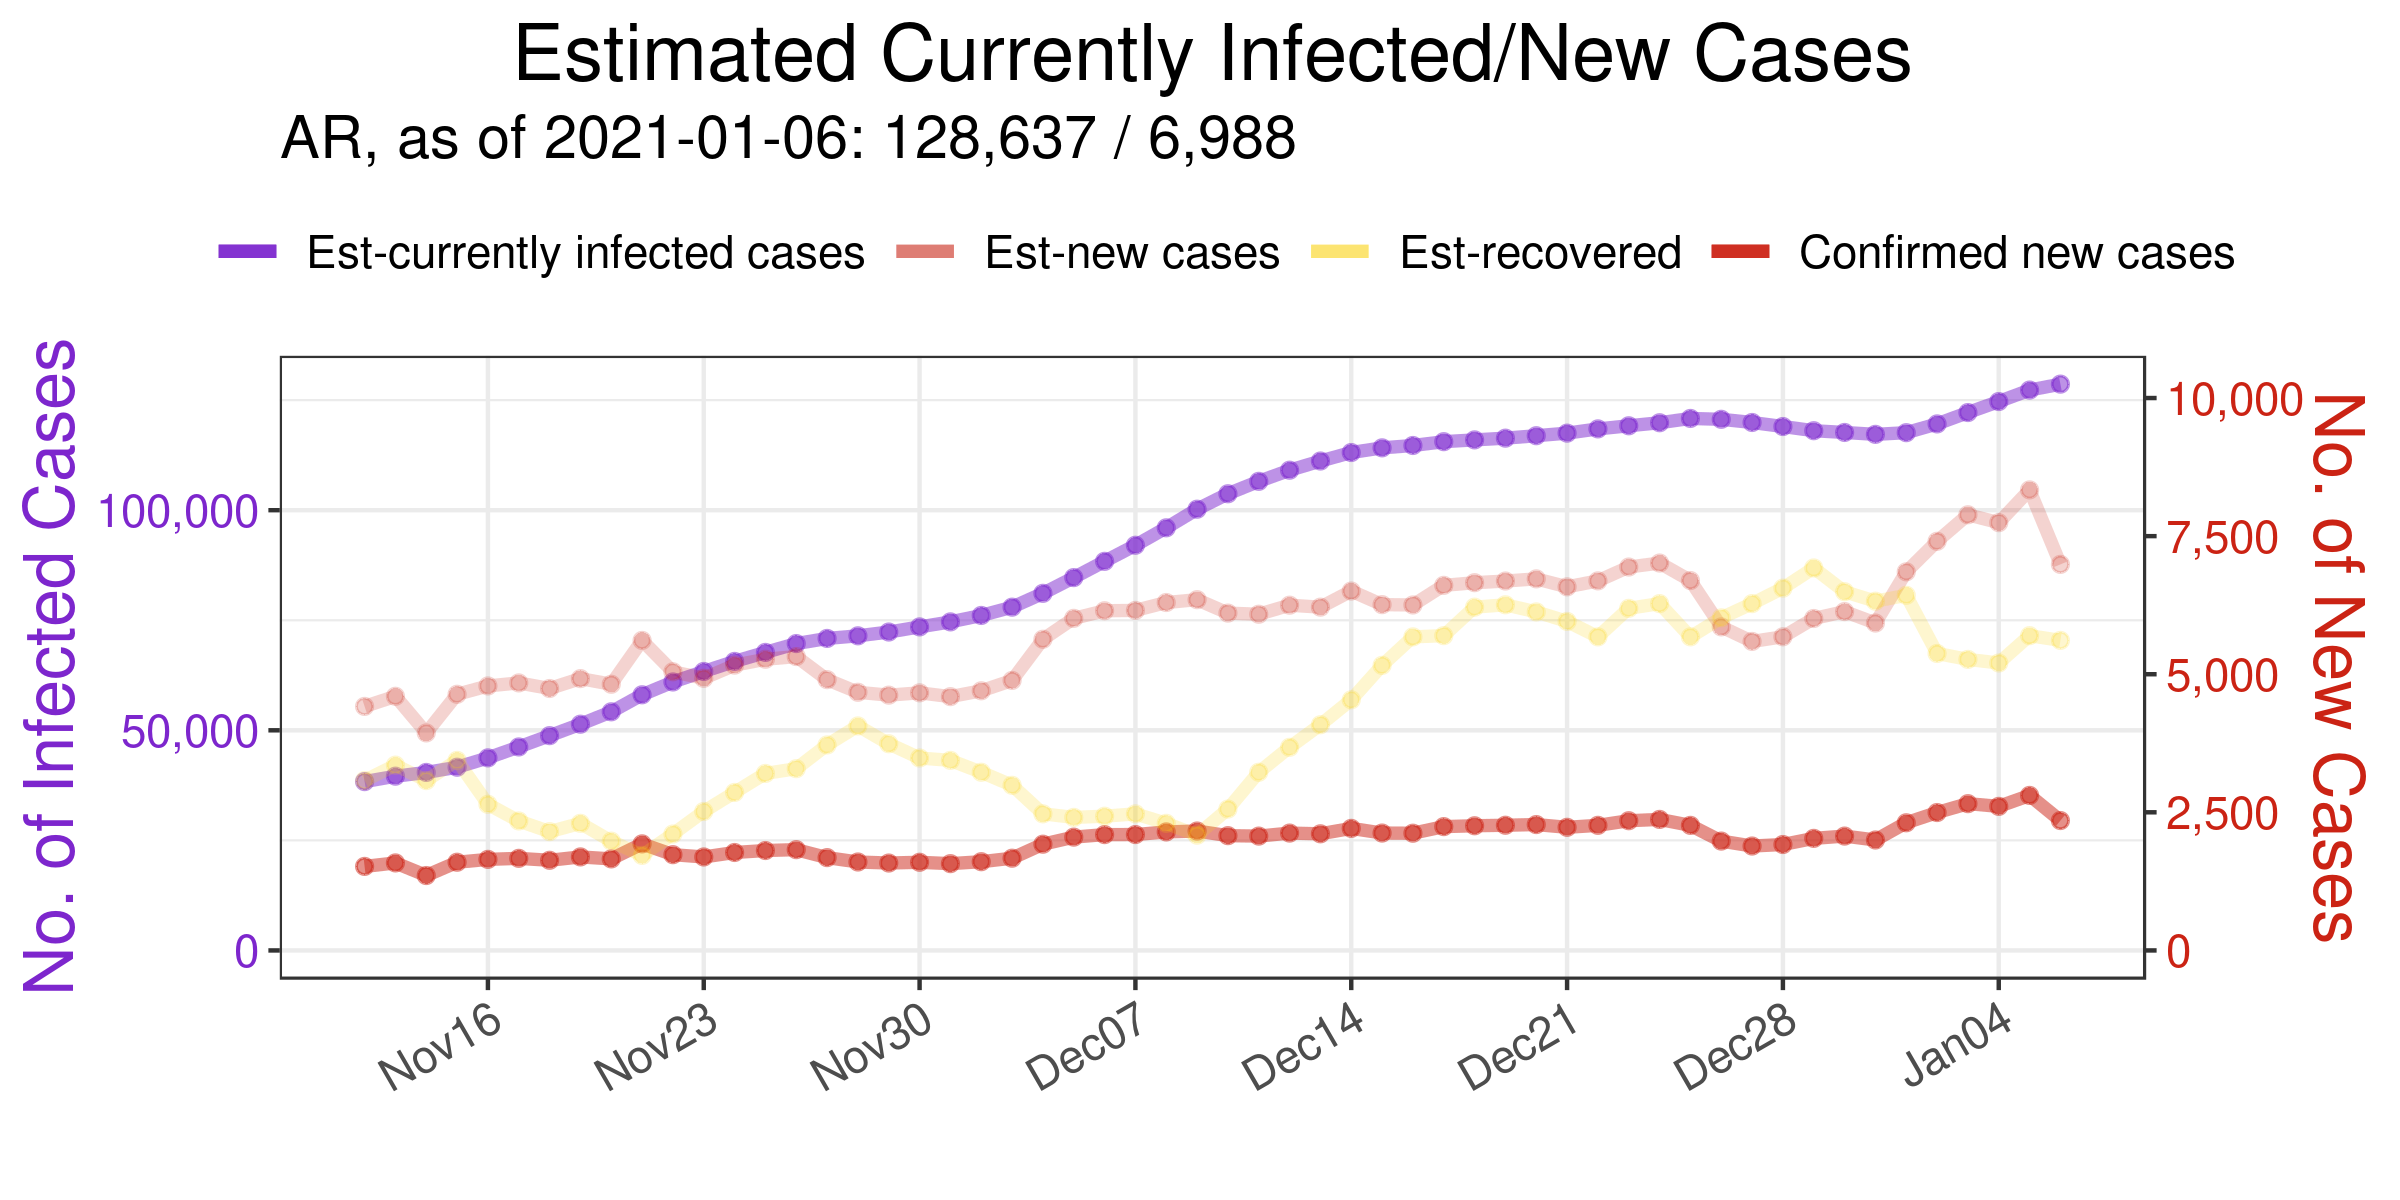 Estimated Currently Infected/New Cases
AR, as of 2021-01-06: 128,637 / 6,988
Est-currently infected cases Est-new cases Est-recovered Confirmed new cases
No. of Infected Cases
100,000
50,000
0
10,000
7,500
5,000
2,500
0
No. of New Cases
Nov16 Nov23 Nov30 Dec07 Dec14 Dec21 Dec28 Jan04